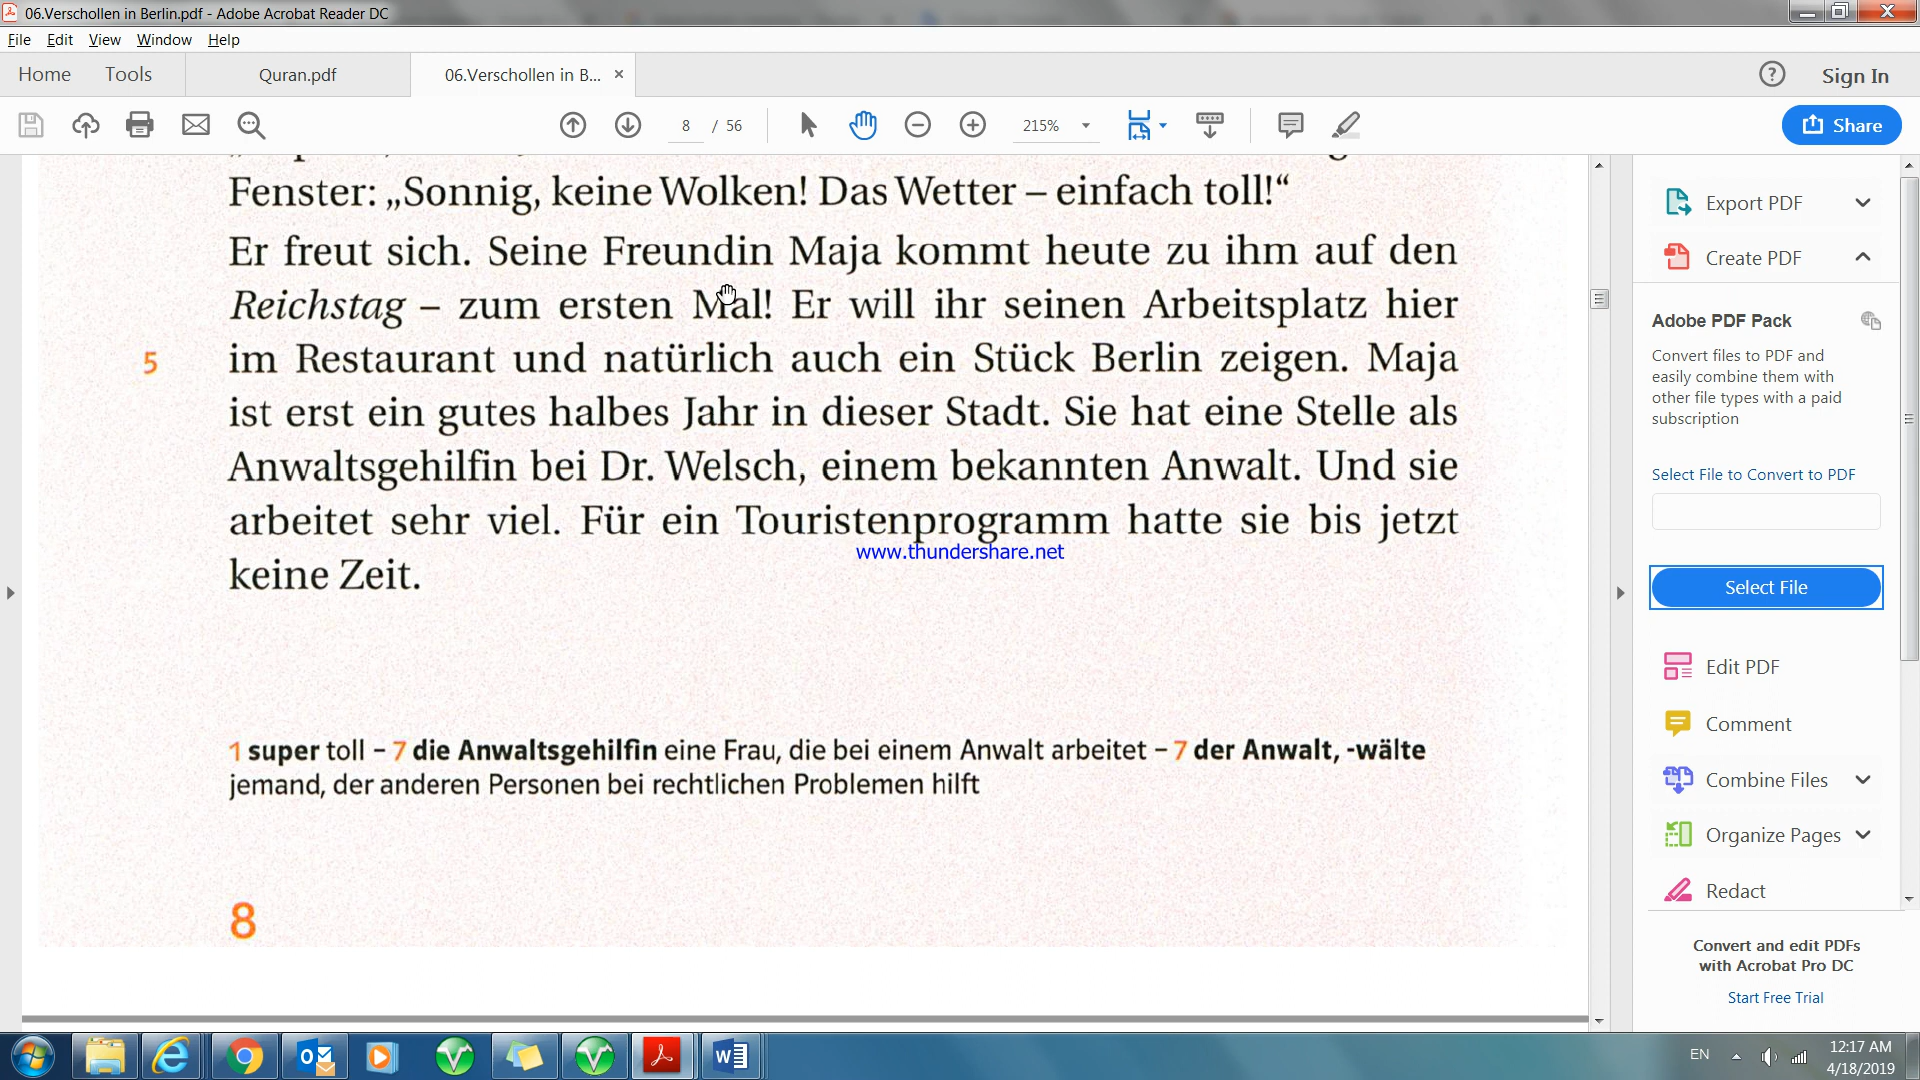 06.Verschollen in Berlin.pdf - Adobe Acrobat Reader DC
File Edit View Window Help
Home Tools Quran.pdf 06.Verschollen in B... × Sign In
8 / 56 215% Share
Fenster: „Sonnig, keine Wolken! Das Wetter – einfach toll!“
Er freut sich. Seine Freundin Maja kommt heute zu ihm auf den
Reichstag – zum ersten Mal! Er will ihr seinen Arbeitsplatz hier
5 im Restaurant und natürlich auch ein Stück Berlin zeigen. Maja
ist erst ein gutes halbes Jahr in dieser Stadt. Sie hat eine Stelle als
Anwaltsgehilfin bei Dr. Welsch, einem bekannten Anwalt. Und sie
arbeitet sehr viel. Für ein Touristenprogramm hatte sie bis jetzt
www.thundershare.net
keine Zeit.
1 super toll – 7 die Anwaltsgehilfin eine Frau, die bei einem Anwalt arbeitet – 7 der Anwalt, -wälte
jemand, der anderen Personen bei rechtlichen Problemen hilft
8
Export PDF
Create PDF
Adobe PDF Pack
Convert files to PDF and
easily combine them with
other file types with a paid
subscription
Select File to Convert to PDF
Select File
Edit PDF
Comment
Combine Files
Organize Pages
Redact
Convert and edit PDFs
with Acrobat Pro DC
Start Free Trial
EN 12:17 AM
4/18/2019